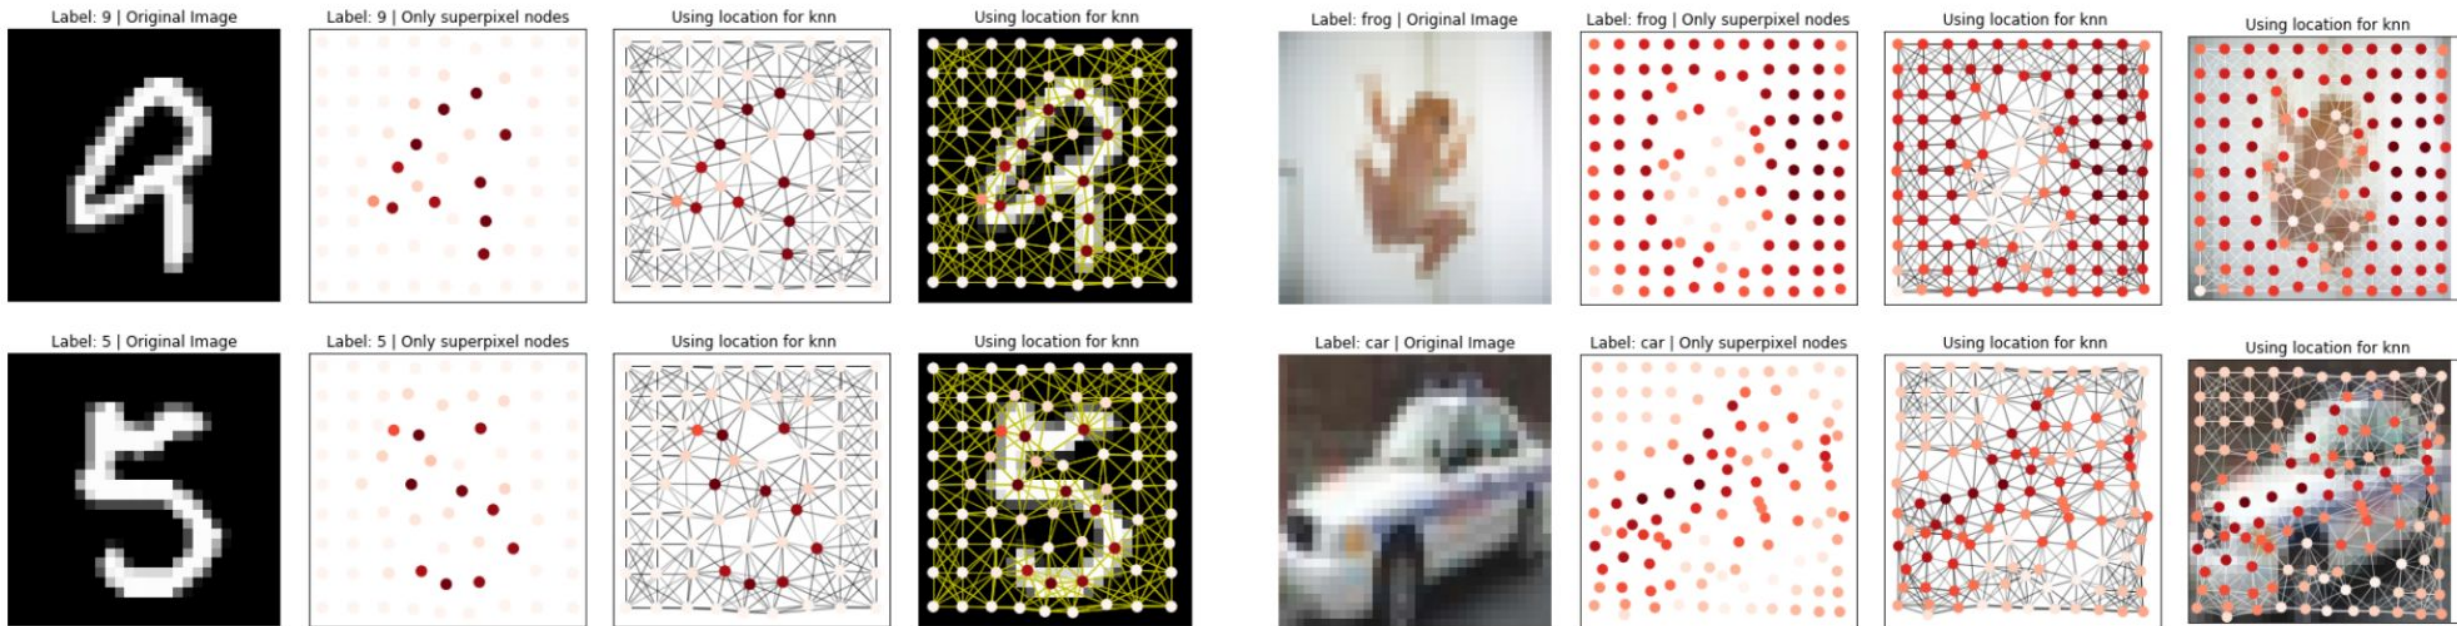 Label: 9 | Original Image
Label: 9 | Only superpixel nodes
Using location for knn
Using location for knn
Label: frog | Original Image
Label: frog | Only superpixel nodes
Using location for knn
Using location for knn
Label: 5 | Original Image
Label: 5 | Only superpixel nodes
Using location for knn
Using location for knn
Label: car | Original Image
Label: car | Only superpixel nodes
Using location for knn
Using location for knn